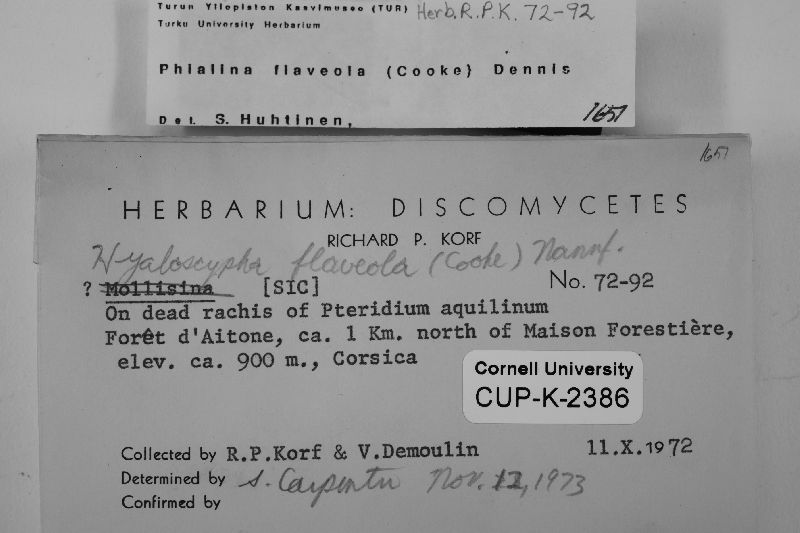 Turun Yliopiston Kasvimuseo (TUR) Herb. R.P.K. 72-92
Turku University Herbarium
Phialina flaveola (Cooke) Dennis
Det. S. Huhtinen,
1651
1651
HERBARIUM: DISCOMYCETES
RICHARD P. KORF
Hyaloscypha flaveola (Cooke) Nannf.
? Mollisina [SIC] No. 72-92
On dead rachis of Pteridium aquilinum
Forêt d'Aitone, ca. 1 Km. north of Maison Forestière,
elev. ca. 900 m., Corsica
Cornell University
CUP-K-2386
Collected by R.P.Korf & V.Demoulin 11.X.1972
Determined by S. Carpenter Nov. 12, 1973
Confirmed by